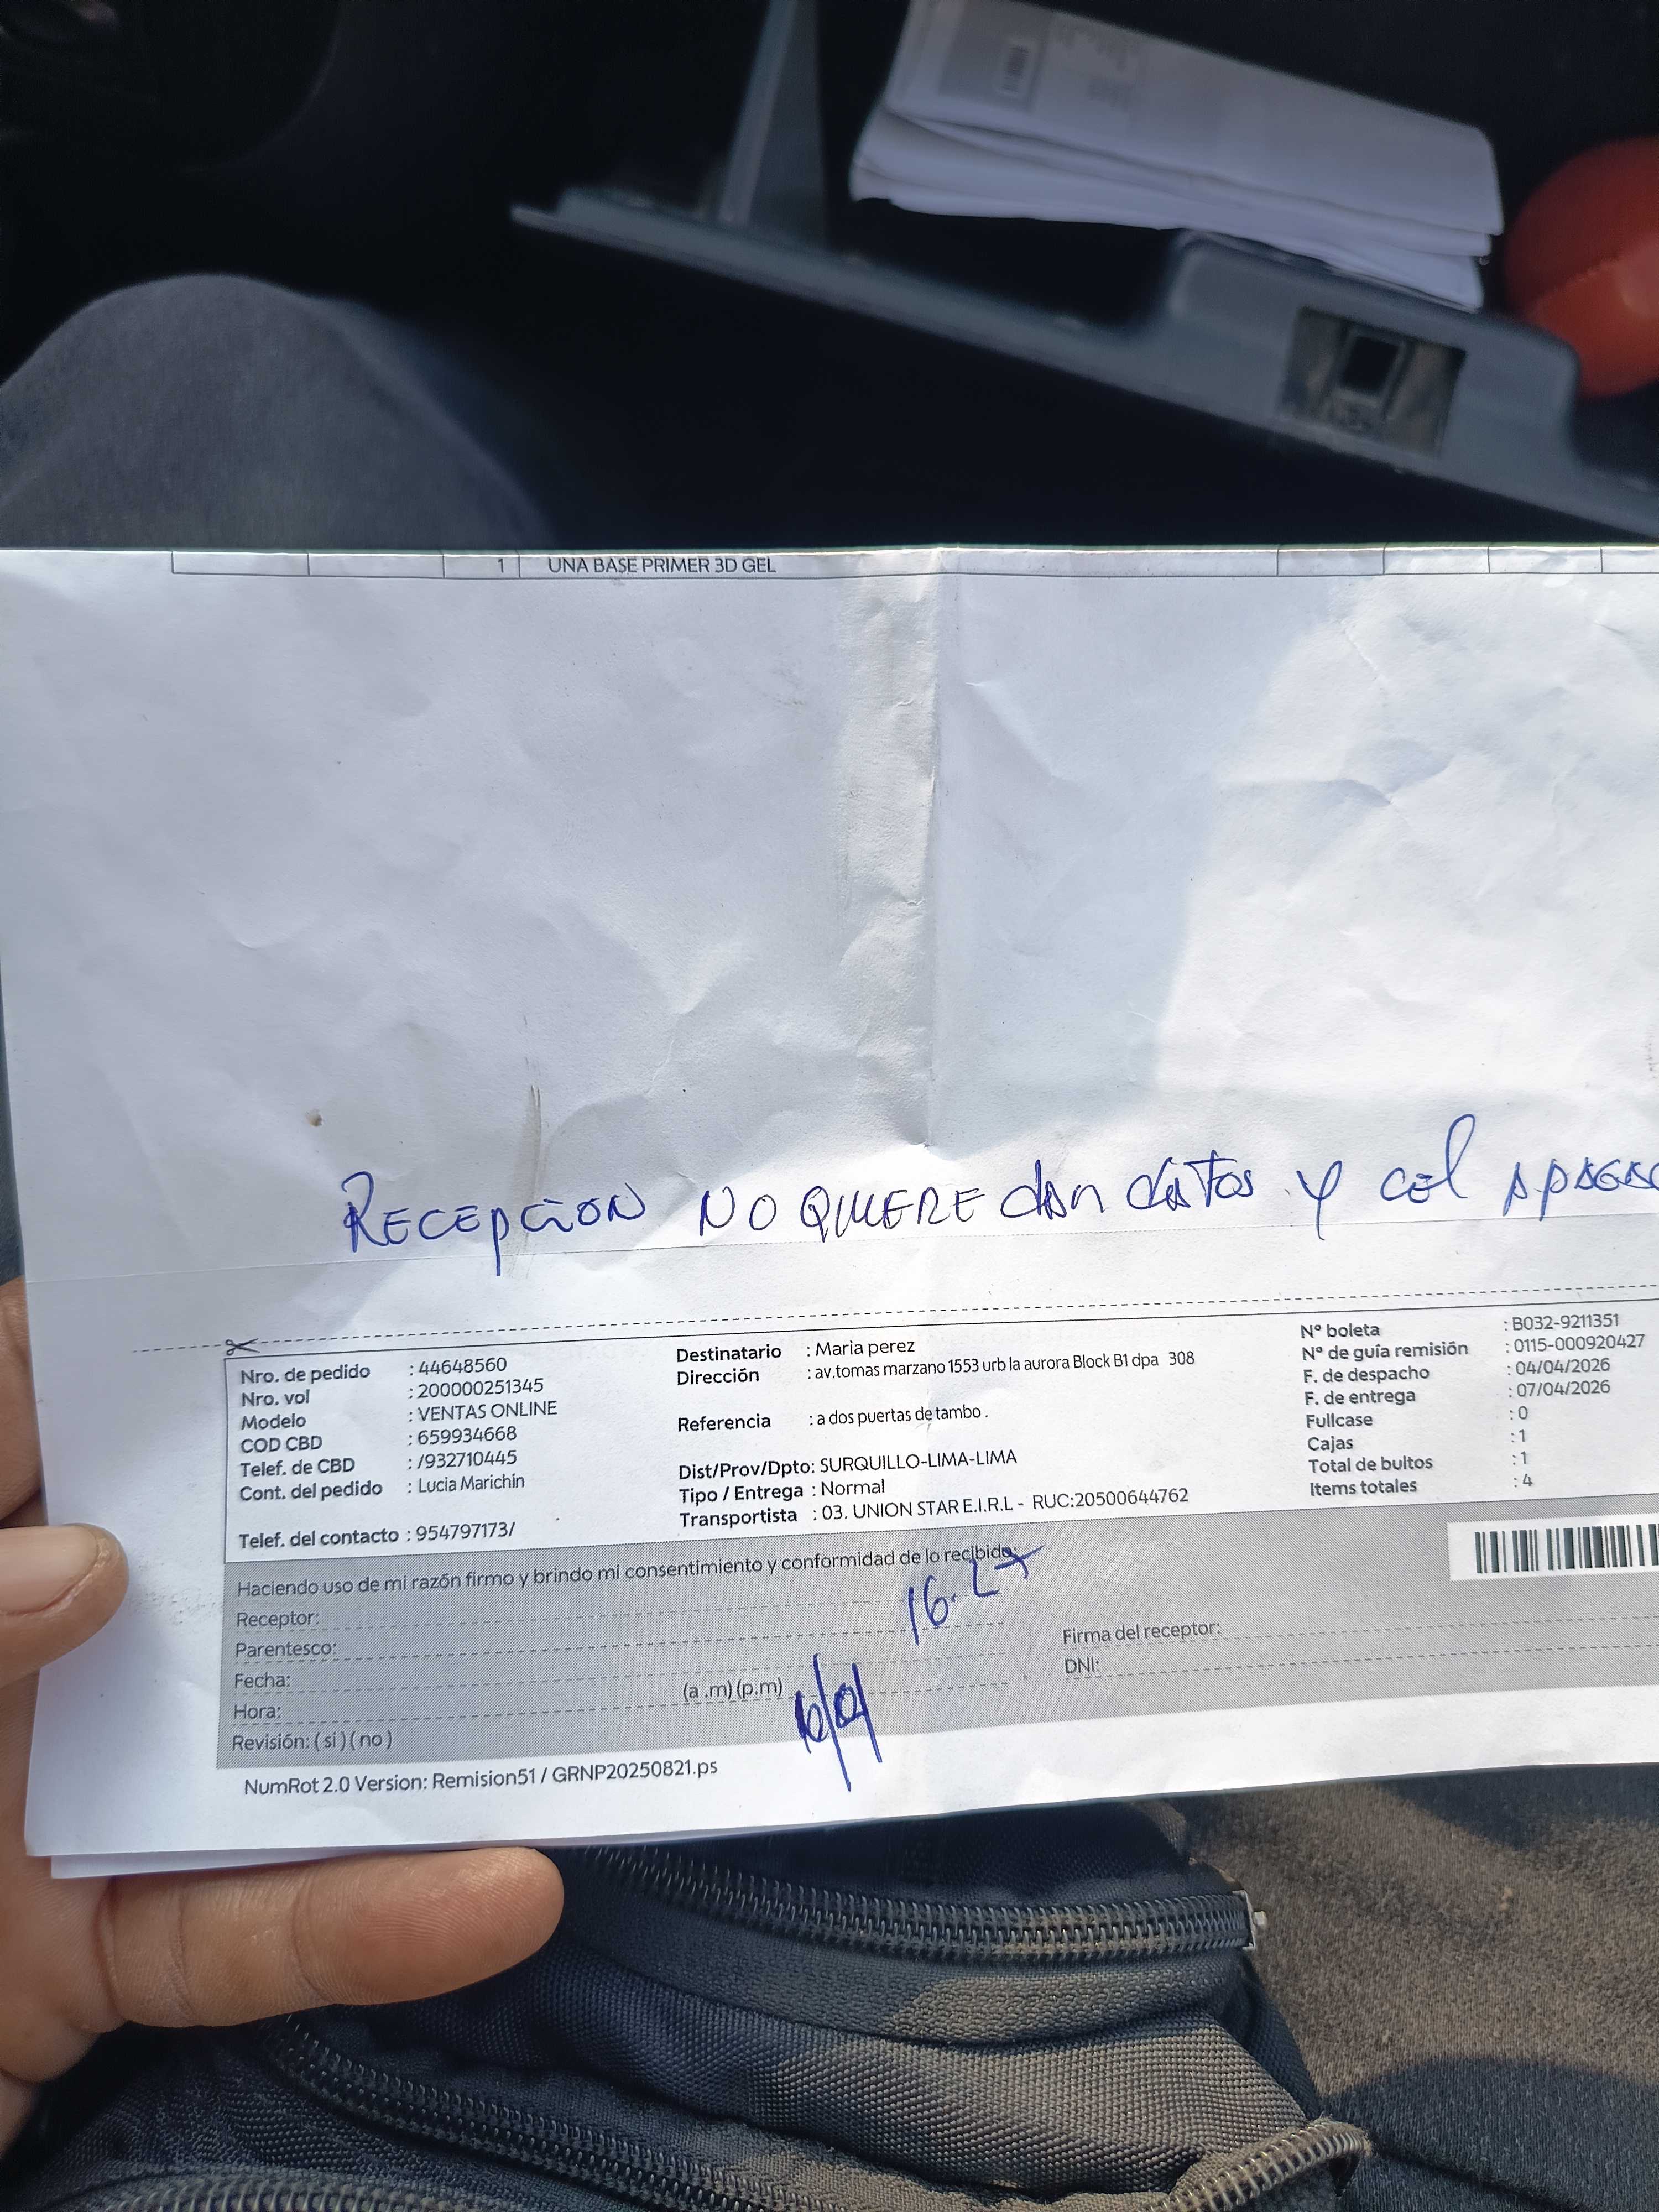 1 UNA BASE PRIMER 3D GEL
RECEPCION NO QUIERE dan datos y cel
Nro. de pedido : 44648560
Nro. vol : 200000251345
Modelo : VENTAS ONLINE
COD CBD : 659934668
Telef. de CBD : /932710445
Cont. del pedido : Lucia Marichin
Telef. del contacto : 954797173/
Destinatario : Maria perez
Dirección : av.tomas marzano 1553 urb la aurora Block B1 dpa 308
Referencia : a dos puertas de tambo .
Dist/Prov/Dpto: SURQUILLO-LIMA-LIMA
Tipo / Entrega : Normal
Transportista : 03. UNION STAR E.I.R.L - RUC:20500644762
Nº boleta : B032-9211351
Nº de guía remisión : 0115-000920427
F. de despacho : 04/04/2026
F. de entrega : 07/04/2026
Fullcase : 0
Cajas : 1
Total de bultos : 1
Items totales : 4
Haciendo uso de mi razón firmo y brindo mi consentimiento y conformidad de lo recibido:
Receptor:
Parentesco:
Fecha:
Hora: (a .m) (p.m)
Revisión: ( si ) ( no )
Firma del receptor:
DNI:
NumRot 2.0 Version: Remision51 / GRNP20250821.ps